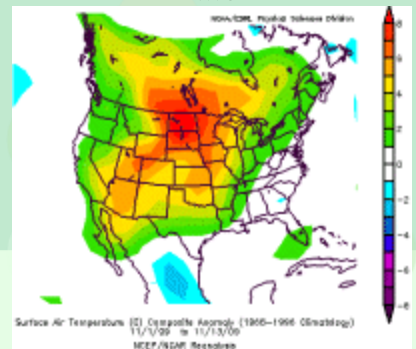 NOAA/ESRL Physical Sciences Division
8
6
4
2
0
-2
-4
-6
-8
Surface Air Temperature (C) Composite Anomaly (1968-1996 Climatology)
11/1/09 to 11/13/09
NCEP/NCAR Reanalysis